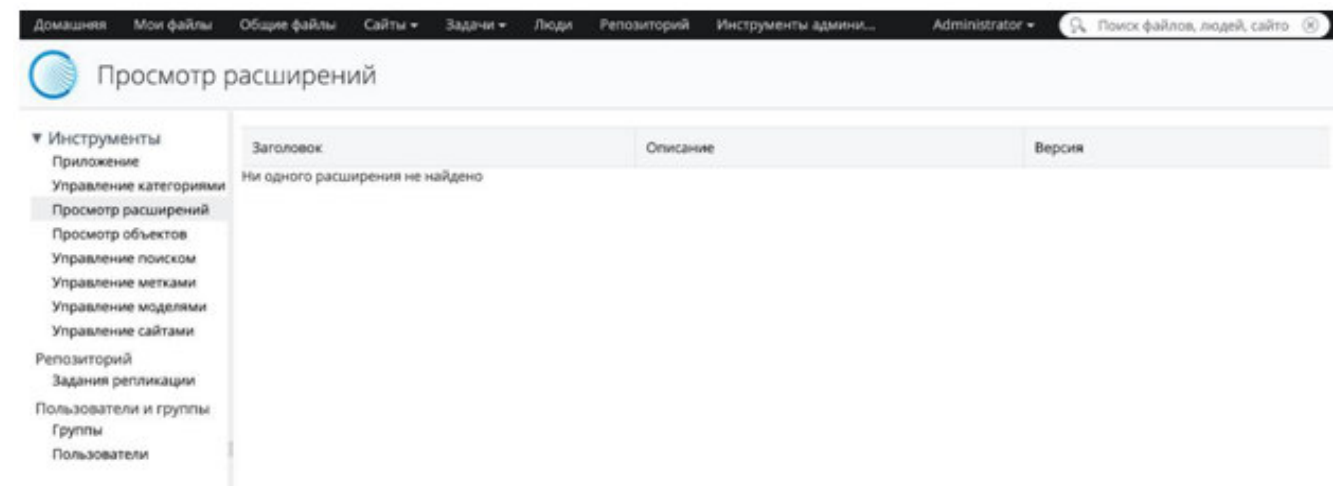 Домашняя Мои файлы Общие файлы Сайты Задачи Люди Репозиторий Инструменты админи... Administrator Поиск файлов, людей, сайто
Просмотр расширений
Инструменты
Приложение
Управление категориями
Просмотр расширений
Просмотр объектов
Управление поиском
Управление метками
Управление моделями
Управление сайтами
Репозиторий
Задания репликации
Пользователи и группы
Группы
Пользователи
Заголовок Описание Версия
Ни одного расширения не найдено